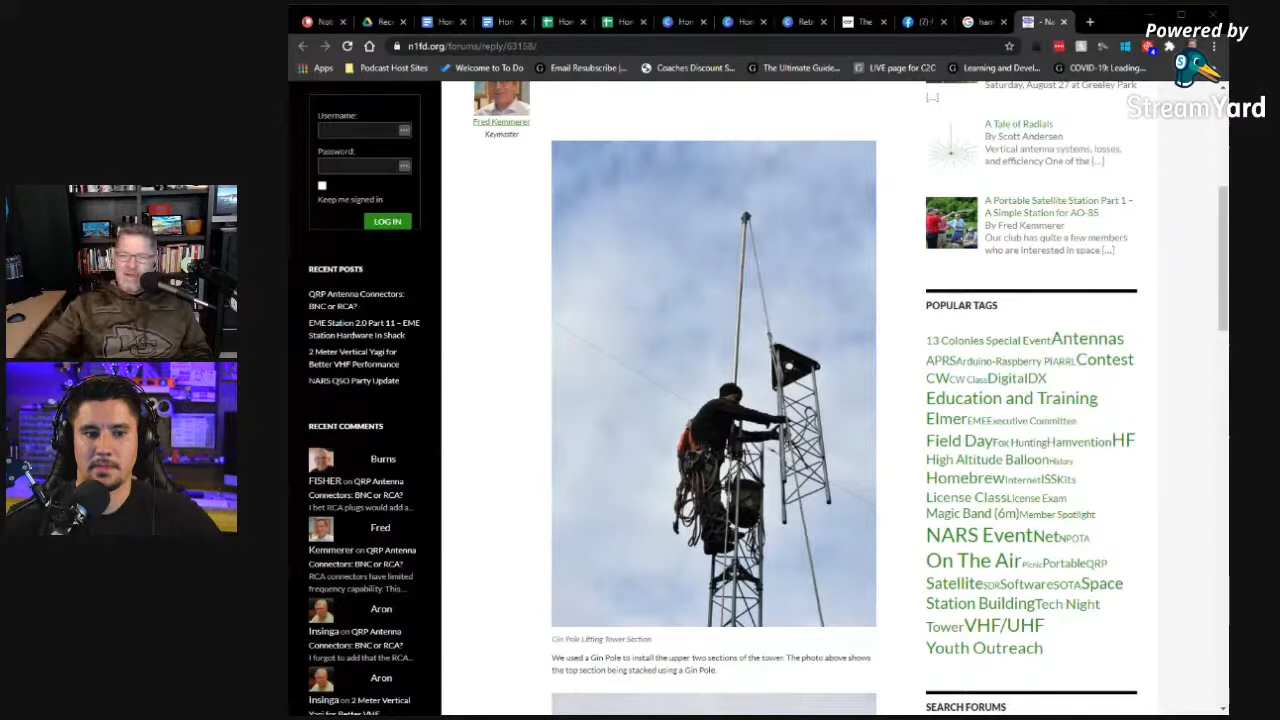 Powered by
StreamYard
n1fd.org/forums/reply/63158/
Apps
Podcast Host Sites
Welcome to To Do
Email Resubscribe |...
Coaches Discount S...
The Ultimate Guide...
LIVE page for C2C
Learning and Devel...
COVID-19: Leading...
Username:
Password:
Keep me signed in
LOG IN
RECENT POSTS
QRP Antenna Connectors:
BNC or RCA?
EME Station 2.0 Part 11 – EME
Station Hardware In Shack
2 Meter Vertical Yagi for
Better VHF Performance
NARS QSO Party Update
RECENT COMMENTS
Burns
FISHER on QRP Antenna
Connectors: BNC or RCA?
I bet RCA plugs would add a...
Fred
Kemmerer on QRP Antenna
Connectors: BNC or RCA?
RCA connectors have limited
frequency capability. This...
Aron
Insinga on QRP Antenna
Connectors: BNC or RCA?
I forgot to add that the RCA...
Aron
Insinga on 2 Meter Vertical
Yagi for Better VHF
Fred Kemmerer
Keymaster
Gin Pole Lifting Tower Section
We used a Gin Pole to install the upper two sections of the tower. The photo above shows
the top section being stacked using a Gin Pole.
Saturday, August 27 at Greeley Park
[...]
A Tale of Radials
By Scott Andersen
Vertical antenna systems, losses,
and efficiency One of the [...]
A Portable Satellite Station Part 1 –
A Simple Station for AO-85
By Fred Kemmerer
Our club has quite a few members
who are interested in space [...]
POPULAR TAGS
13 Colonies Special Event Antennas
APRS Arduino-Raspberry PI ARRL Contest
CW CW Class Digital DX
Education and Training
Elmer EME Executive Committee
Field Day Fox Hunting Hamvention HF
High Altitude Balloon History
Homebrew Internet ISS Kits
License Class License Exam
Magic Band (6m) Member Spotlight
NARS Event Net NPOTA
On The Air Picnic Portable QRP
Satellite SDR Software SOTA Space
Station Building Tech Night
Tower VHF/UHF
Youth Outreach
SEARCH FORUMS